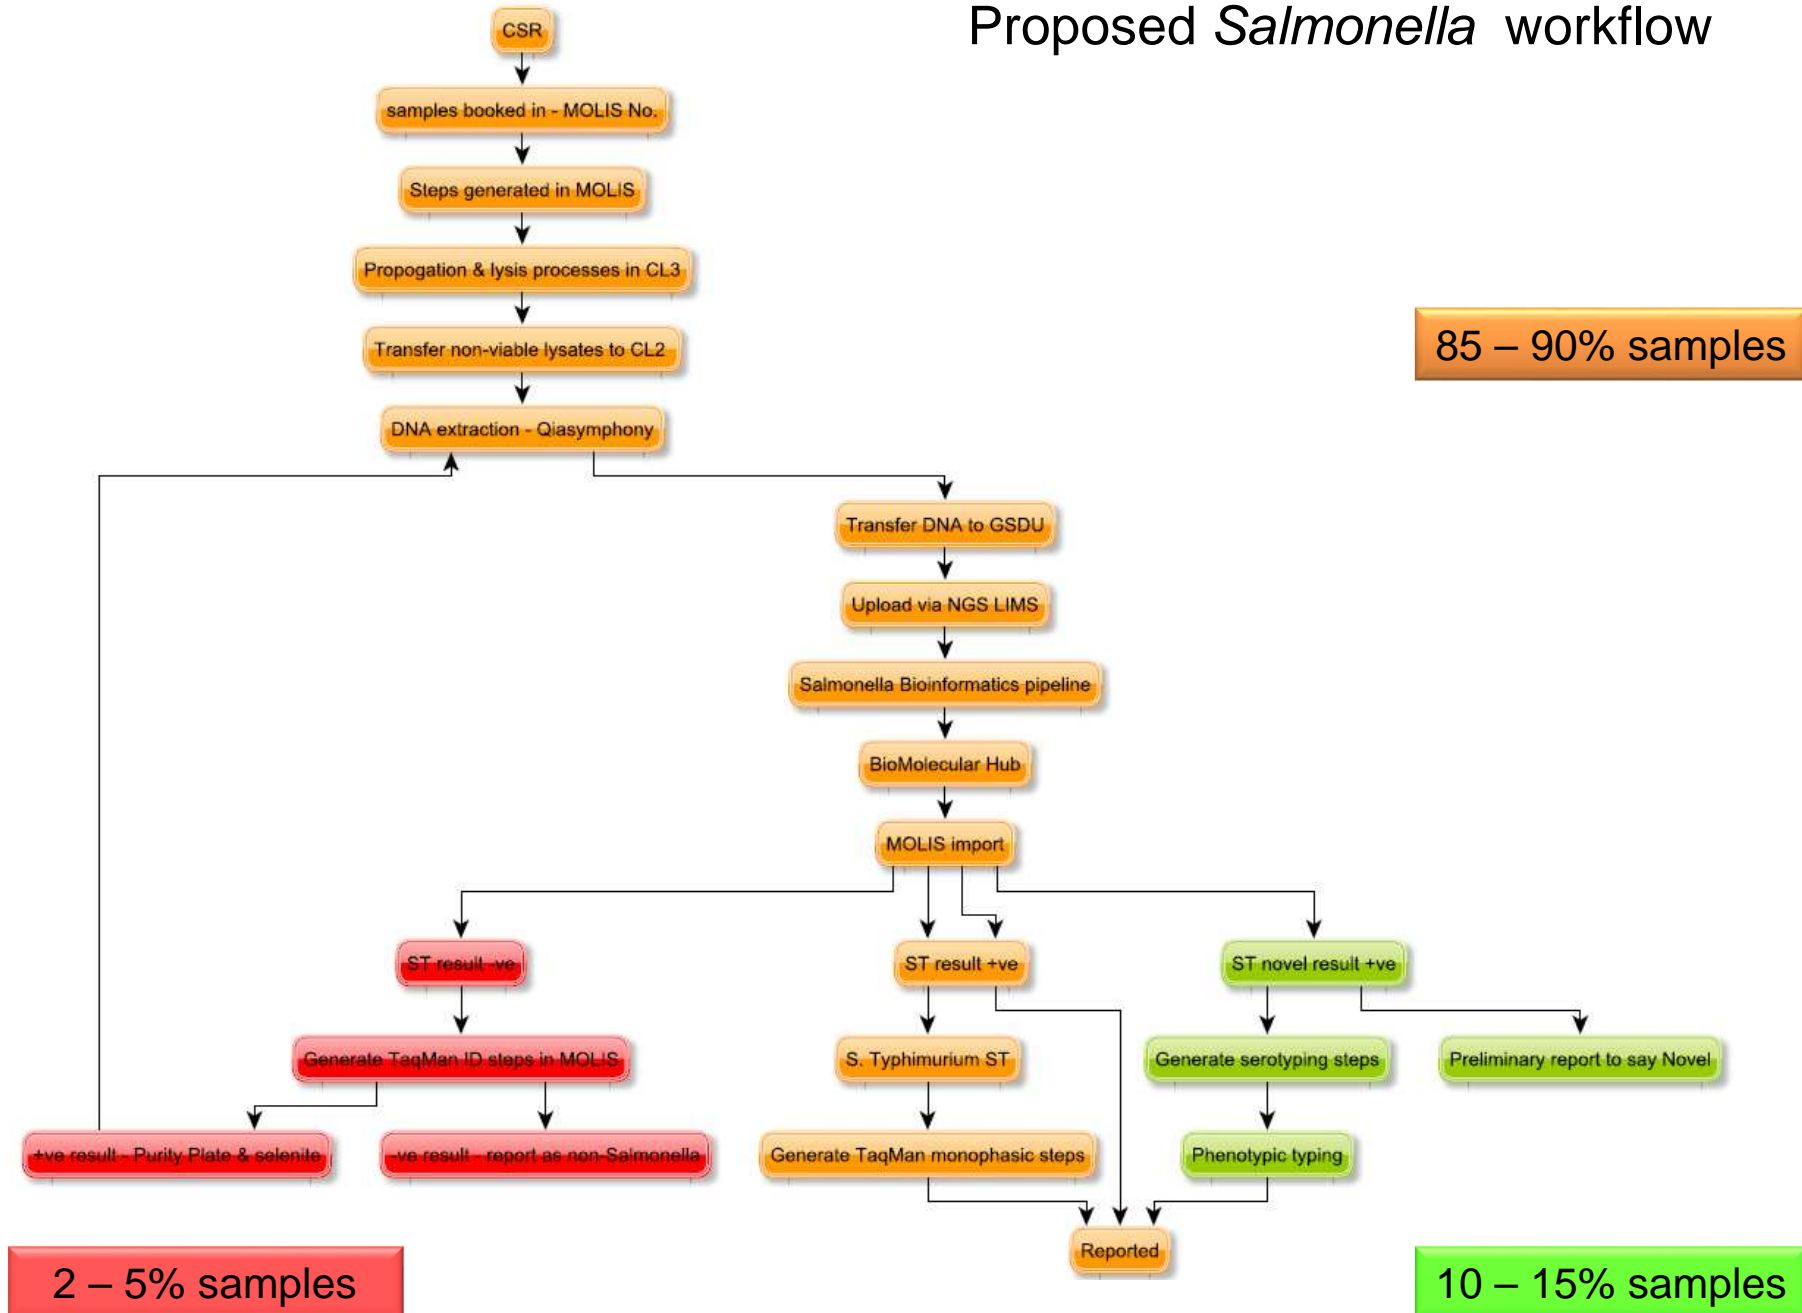 Proposed Salmonella workflow
CSR
samples booked in - MOLIS No.
Steps generated in MOLIS
Propogation & lysis processes in CL3
Transfer non-viable lysates to CL2
85 – 90% samples
DNA extraction - Qiasymphony
Transfer DNA to GSDU
Upload via NGS LIMS
Salmonella Bioinformatics pipeline
BioMolecular Hub
MOLIS import
ST result -ve
ST result +ve
ST novel result +ve
Generate TaqMan ID steps in MOLIS
S. Typhimurium ST
Generate serotyping steps
Preliminary report to say Novel
+ve result - Purity Plate & selenite
-ve result - report as non-Salmonella
Generate TaqMan monophasic steps
Phenotypic typing
Reported
2 – 5% samples
10 – 15% samples